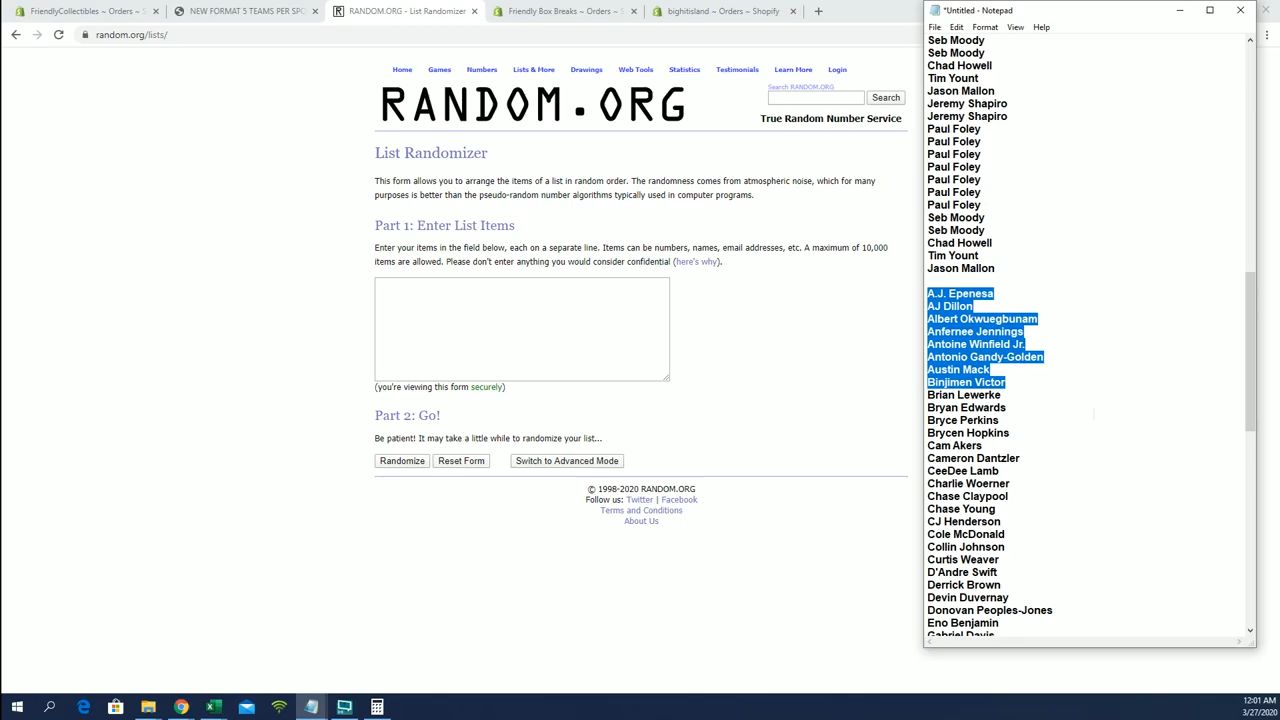 FriendlyCollectibles ~ Orders ~ S
NEW FORMAT 5 TEAMS PER SPO
RANDOM.ORG - List Randomizer
Friendly Box Breaks ~ Orders ~ S
bighitisland ~ Orders ~ Shopify
random.org/lists/
Home Games Numbers Lists & More Drawings Web Tools Statistics Testimonials Learn More Login
RANDOM.ORG
Search RANDOM.ORG
Search
True Random Number Service
List Randomizer
This form allows you to arrange the items of a list in random order. The randomness comes from atmospheric noise, which for many
purposes is better than the pseudo-random number algorithms typically used in computer programs.
Part 1: Enter List Items
Enter your items in the field below, each on a separate line. Items can be numbers, names, email addresses, etc. A maximum of 10,000
items are allowed. Please don't enter anything you would consider confidential (here's why).
(you're viewing this form securely)
Part 2: Go!
Be patient! It may take a little while to randomize your list...
Randomize Reset Form Switch to Advanced Mode
© 1998-2020 RANDOM.ORG
Follow us: Twitter | Facebook
Terms and Conditions
About Us
*Untitled - Notepad
File Edit Format View Help
Seb Moody
Seb Moody
Chad Howell
Tim Yount
Jason Mallon
Jeremy Shapiro
Jeremy Shapiro
Paul Foley
Paul Foley
Paul Foley
Paul Foley
Paul Foley
Paul Foley
Paul Foley
Seb Moody
Seb Moody
Chad Howell
Tim Yount
Jason Mallon
A.J. Epenesa
AJ Dillon
Albert Okwuegbunam
Anfernee Jennings
Antoine Winfield Jr.
Antonio Gandy-Golden
Austin Mack
Binjimen Victor
Brian Lewerke
Bryan Edwards
Bryce Perkins
Brycen Hopkins
Cam Akers
Cameron Dantzler
CeeDee Lamb
Charlie Woerner
Chase Claypool
Chase Young
CJ Henderson
Cole McDonald
Collin Johnson
Curtis Weaver
D'Andre Swift
Derrick Brown
Devin Duvernay
Donovan Peoples-Jones
Eno Benjamin
Gabriel Davis
12:01 AM
3/27/2020